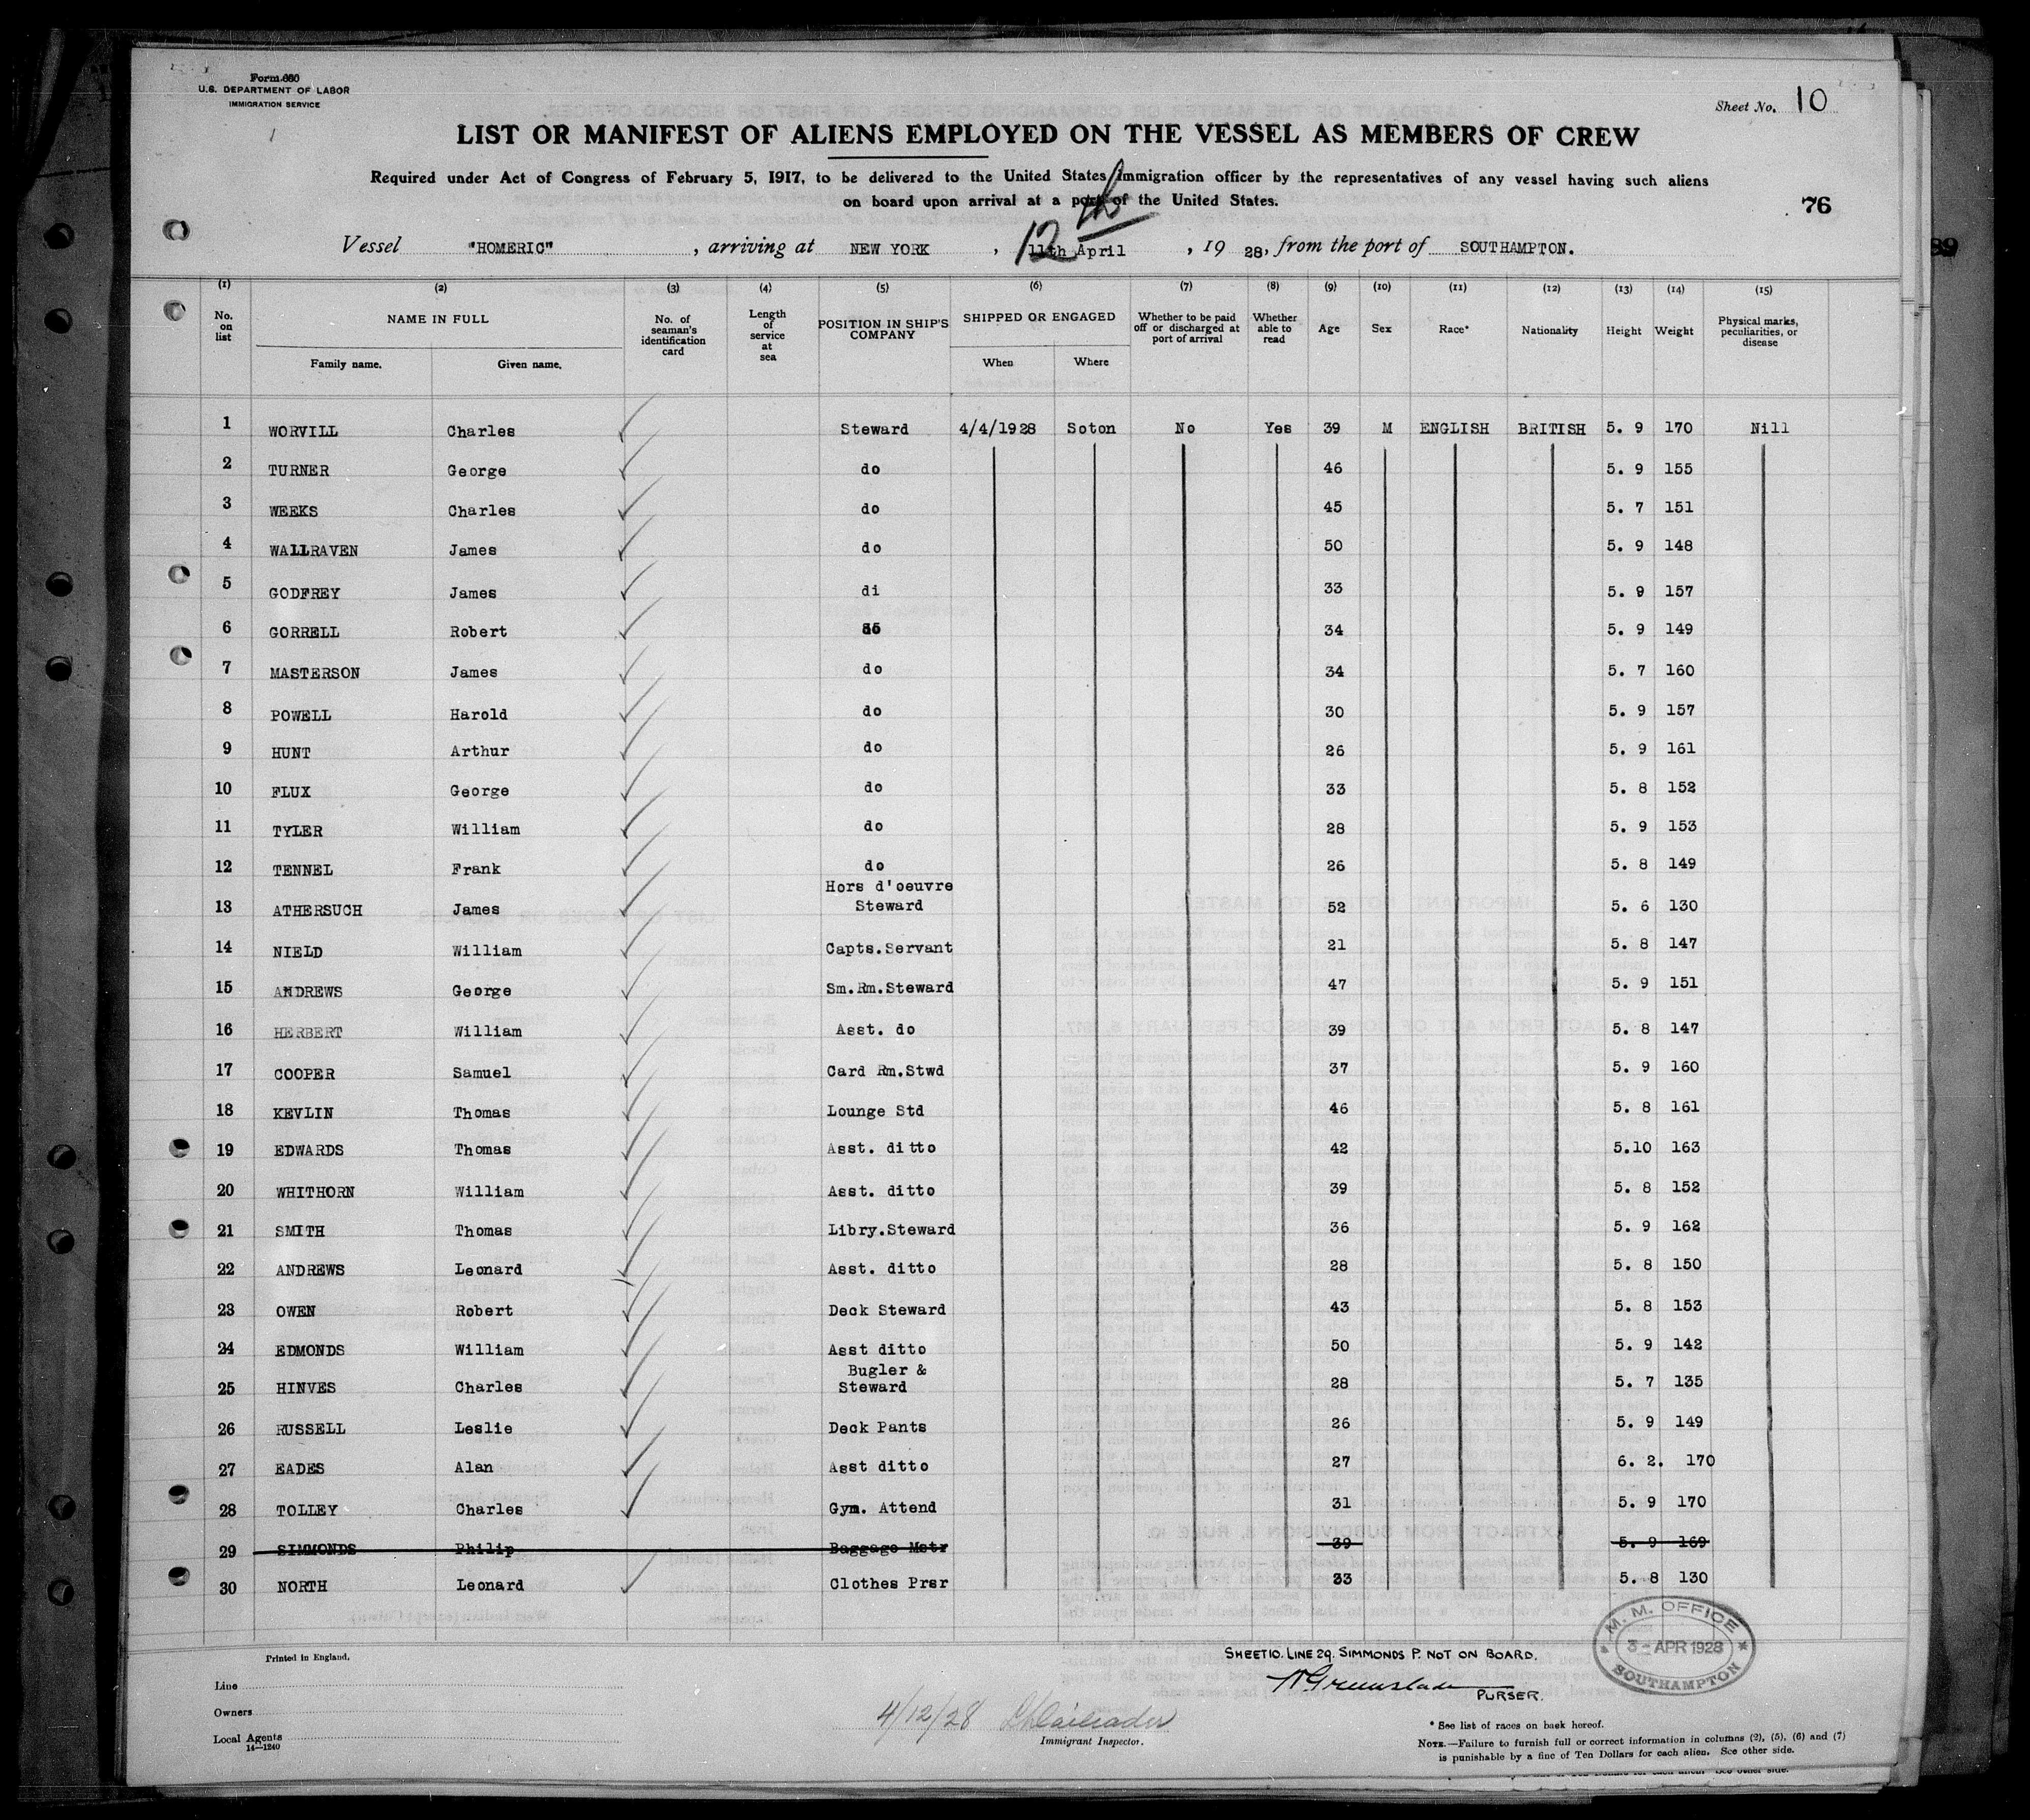 Form 680
U.S. DEPARTMENT OF LABOR
IMMIGRATION SERVICE
Sheet No. 10
LIST OR MANIFEST OF ALIENS EMPLOYED ON THE VESSEL AS MEMBERS OF CREW
Required under Act of Congress of February 5, 1917, to be delivered to the United States Immigration officer by the representatives of any vessel having such aliens
on board upon arrival at a port of the United States.
76
89
Vessel "HOMERIC" , arriving at NEW YORK , 11th 12th April , 19 28, from the port of SOUTHAMPTON.
(1) (2) (3) (4) (5) (6) (7) (8) (9) (10) (11) (12) (13) (14) (15)
No. on list NAME IN FULL Family name. Given name. No. of seaman's identification card Length of service at sea POSITION IN SHIP'S COMPANY SHIPPED OR ENGAGED When Where Whether to be paid off or discharged at port of arrival Whether able to read Age Sex Race* Nationality Height Weight Physical marks, peculiarities, or disease
1 WORVILL Charles Steward 4/4/1928 Soton No Yes 39 M ENGLISH BRITISH 5. 9 170 Nill
2 TURNER George do 46 5. 9 155
3 WEEKS Charles do 45 5. 7 151
4 WALLRAVEN James do 50 5. 9 148
5 GODFREY James di 33 5. 9 157
6 GORRELL Robert do 34 5. 9 149
7 MASTERSON James do 34 5. 7 160
8 POWELL Harold do 30 5. 9 157
9 HUNT Arthur do 26 5. 9 161
10 FLUX George do 33 5. 8 152
11 TYLER William do 28 5. 9 153
12 TENNEL Frank do 26 5. 8 149
13 ATHERSUCH James Hors d'oeuvre Steward 52 5. 6 130
14 NIELD William Capts.Servant 21 5. 8 147
15 ANDREWS George Sm.Rm.Steward 47 5. 9 151
16 HERBERT William Asst. do 39 5. 8 147
17 COOPER Samuel Card Rm.Stwd 37 5. 9 160
18 KEVLIN Thomas Lounge Std 46 5. 8 161
19 EDWARDS Thomas Asst. ditto 42 5.10 163
20 WHITHORN William Asst. ditto 39 5. 8 152
21 SMITH Thomas Libry.Steward 36 5. 9 162
22 ANDREWS Leonard Asst. ditto 28 5. 8 150
23 OWEN Robert Deck Steward 43 5. 8 153
24 EDMONDS William Asst ditto 50 5. 9 142
25 HINVES Charles Bugler & Steward 28 5. 7 135
26 RUSSELL Leslie Deck Pants 26 5. 9 149
27 EADES Alan Asst ditto 27 6. 2. 170
28 TOLLEY Charles Gym. Attend 31 5. 9 170
29 SIMMONDS Philip Baggage Mstr 39 5. 9 169
30 NORTH Leonard Clothes Prsr 33 5. 8 130
M. M. OFFICE
3 - APR 1928
SOUTHAMPTON
Printed in England.
SHEET 10. LINE 29. SIMMONDS P. NOT ON BOARD.
PURSER.
Line
Owners
Local Agents
14—1240
4/12/28
Immigrant Inspector.
* See list of races on back hereof.
NOTE.—Failure to furnish full or correct information in columns (2), (5), (6) and (7)
is punishable by a fine of Ten Dollars for each alien. See other side.